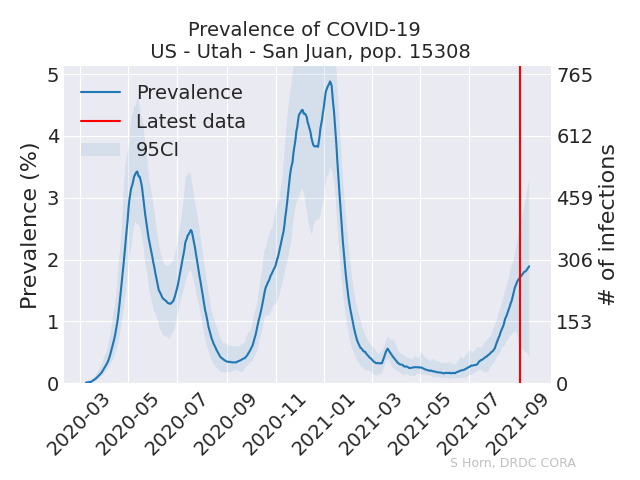 Prevalence of COVID-19
US - Utah - San Juan, pop. 15308
Prevalence
Latest data
95CI
Prevalence (%)
5
4
3
2
1
0
765
612
459
306
153
0
# of infections
2020-03
2020-05
2020-07
2020-09
2020-11
2021-01
2021-03
2021-05
2021-07
2021-09
S Horn, DRDC CORA